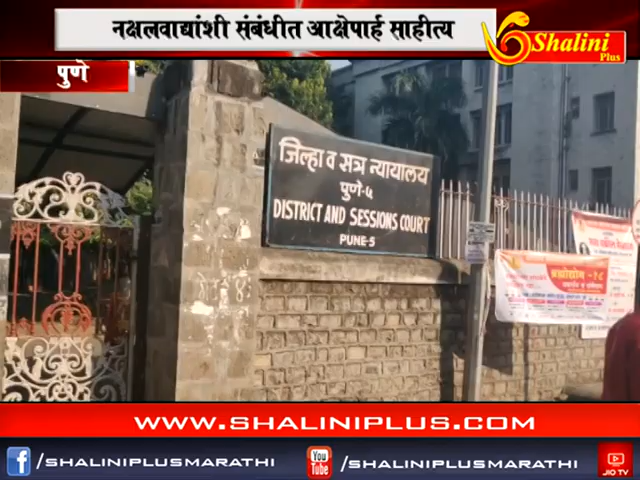 नक्षलवाद्यांशी संबंधीत आक्षेपार्ह साहीत्य
Shalini
Plus
पुणे
जिल्हा व सत्र न्यायालय
पुणे-५
DISTRICT AND SESSIONS COURT
PUNE-5
WWW.SHALINIPLUS.COM
/SHALINIPLUSMARATHI
You Tube
/SHALINIPLUSMARATHI
JIO TV